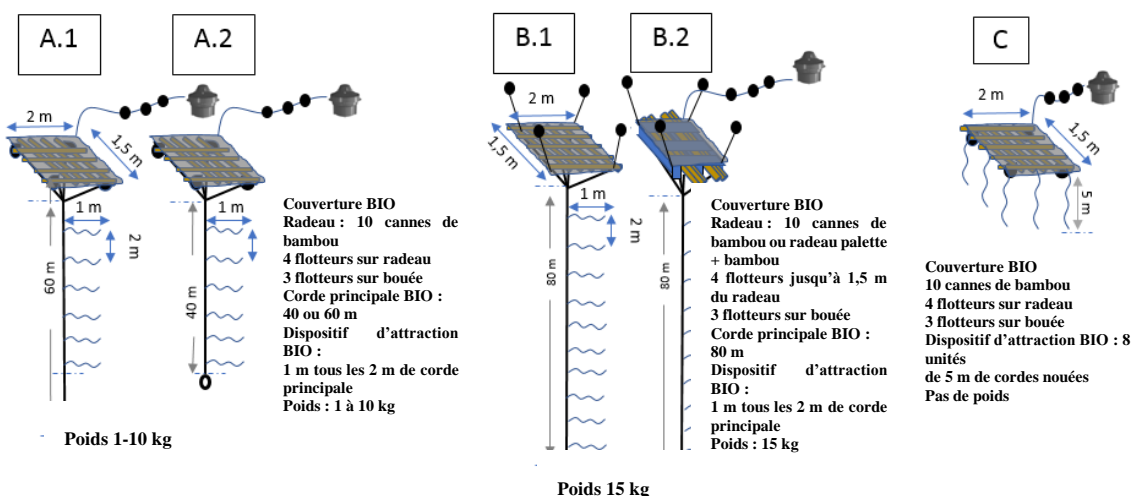 A.1
A.2
B.1
B.2
C
2 m
1,5 m
1 m
2 m
60 m
1 m
40 m
Couverture BIO
Radeau : 10 cannes de
bambou
4 flotteurs sur radeau
3 flotteurs sur bouée
Corde principale BIO :
40 ou 60 m
Dispositif d’attraction
BIO :
1 m tous les 2 m de corde
principale
Poids : 1 à 10 kg
Poids 1-10 kg
2 m
1,5 m
1 m
2 m
80 m
80 m
Couverture BIO
Radeau : 10 cannes de
bambou ou radeau palette
+ bambou
4 flotteurs jusqu’à 1,5 m
du radeau
3 flotteurs sur bouée
Corde principale BIO :
80 m
Dispositif d’attraction
BIO :
1 m tous les 2 m de corde
principale
Poids : 15 kg
Poids 15 kg
2 m
1,5 m
5 m
Couverture BIO
10 cannes de bambou
4 flotteurs sur radeau
3 flotteurs sur bouée
Dispositif d’attraction BIO : 8
unités
de 5 m de cordes nouées
Pas de poids